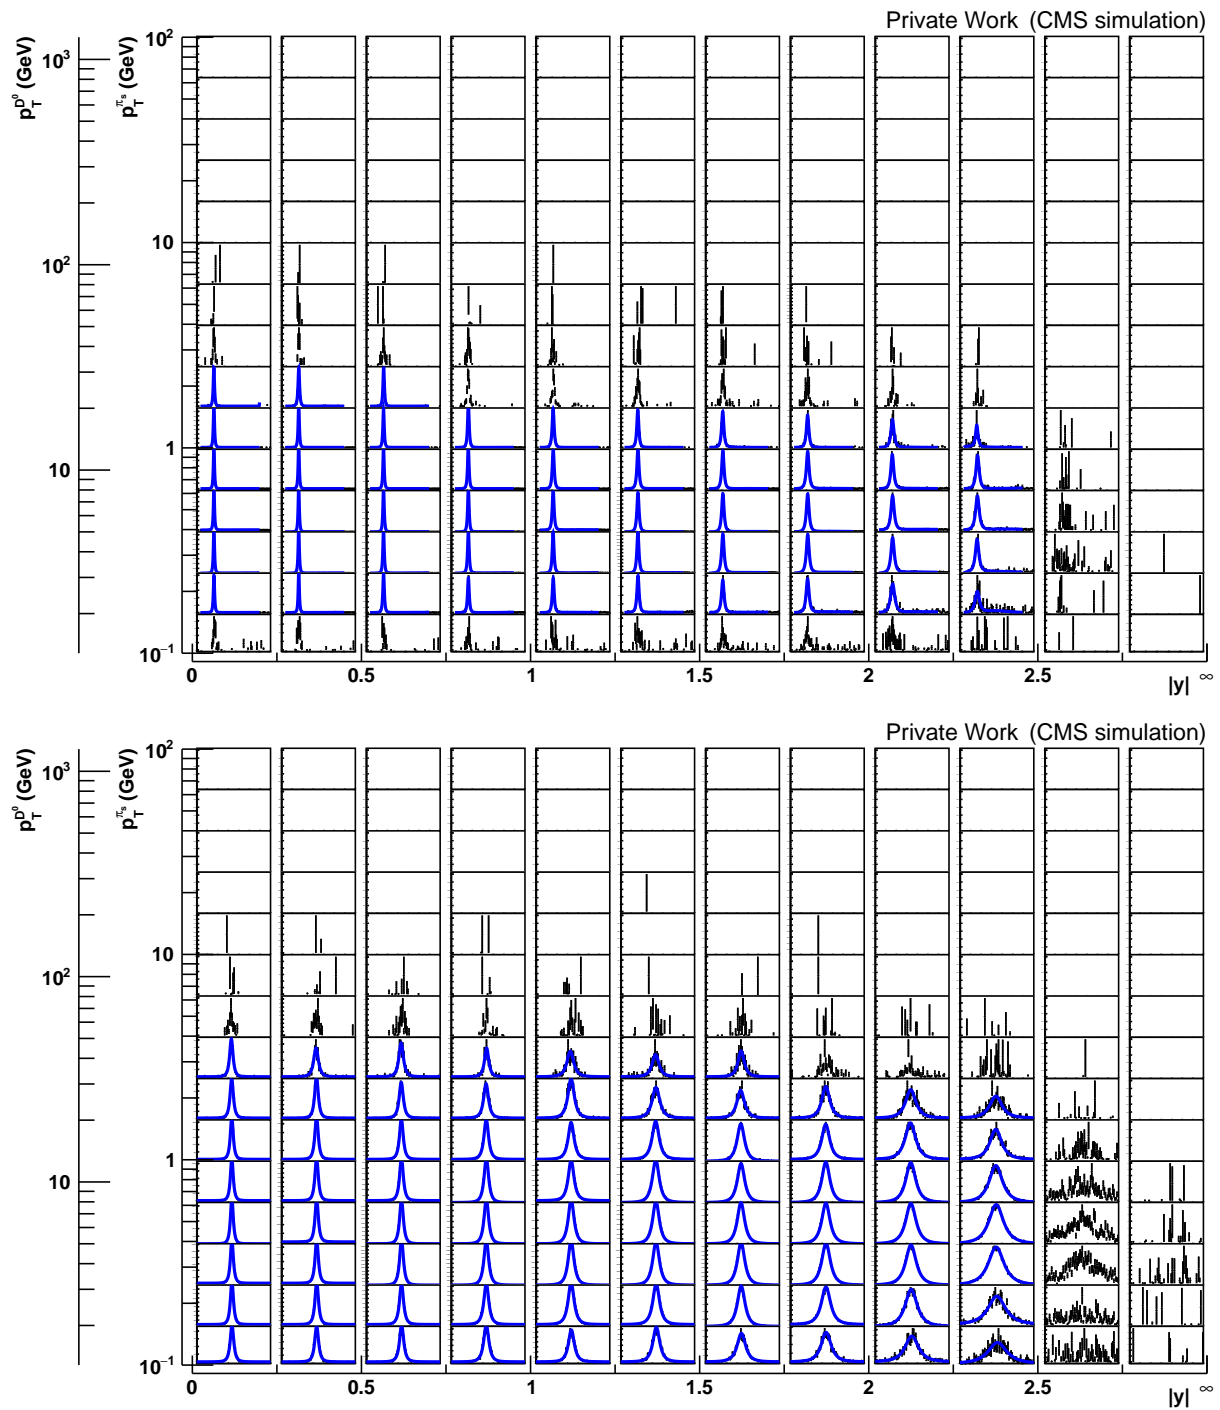 Private Work (CMS simulation)
p_T^{D^0} (GeV)
p_T^{π_s} (GeV)
10^3
10^2
10
10^2
10
1
10^{-1}
0 0.5 1 1.5 2 2.5 ∞
|y|
Private Work (CMS simulation)
p_T^{D^0} (GeV)
p_T^{π_s} (GeV)
10^3
10^2
10
10^2
10
1
10^{-1}
0 0.5 1 1.5 2 2.5 ∞
|y|